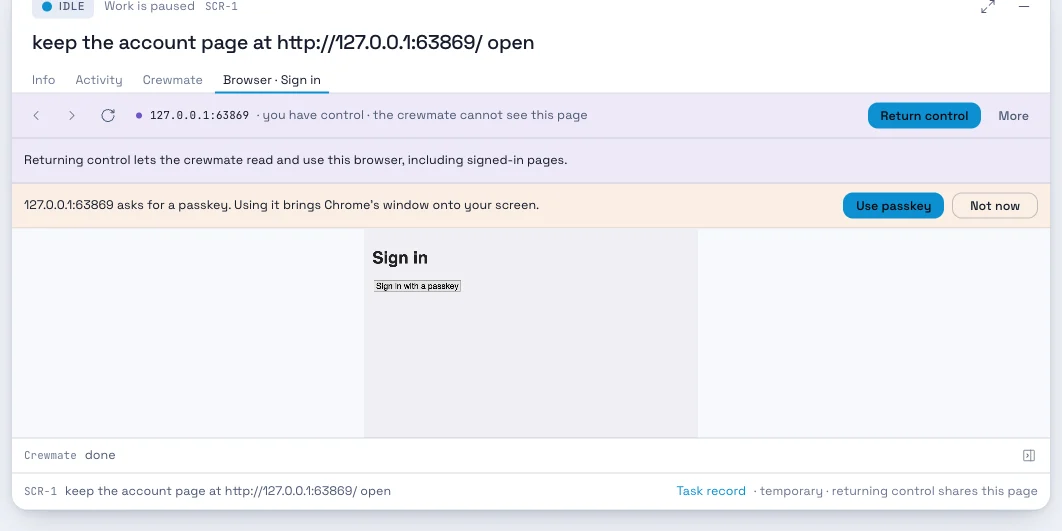 IDLE Work is paused SCR-1
keep the account page at http://127.0.0.1:63869/ open
Info Activity Crewmate Browser · Sign in
127.0.0.1:63869 · you have control · the crewmate cannot see this page Return control More
Returning control lets the crewmate read and use this browser, including signed-in pages.
127.0.0.1:63869 asks for a passkey. Using it brings Chrome's window onto your screen. Use passkey Not now
Sign in
Sign in with a passkey
Crewmate done
SCR-1 keep the account page at http://127.0.0.1:63869/ open Task record · temporary · returning control shares this page